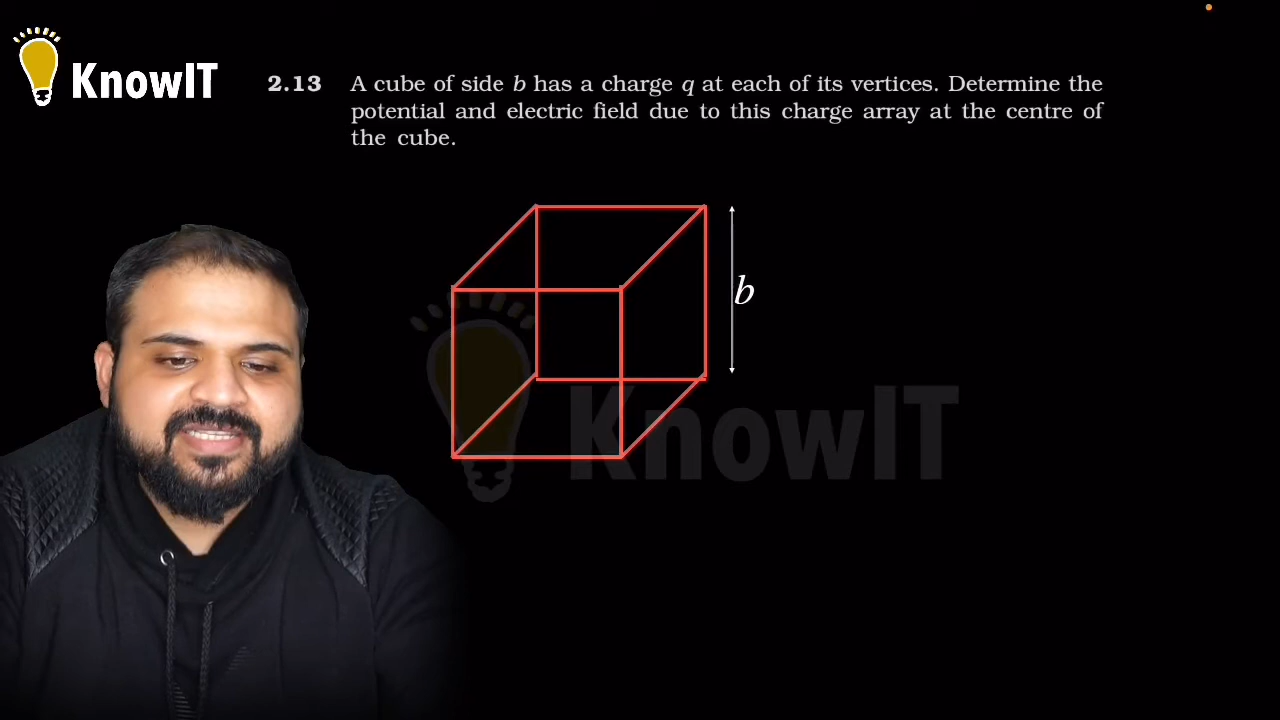 KnowIT
2.13 A cube of side b has a charge q at each of its vertices. Determine the
potential and electric field due to this charge array at the centre of
the cube.
b
KnowIT